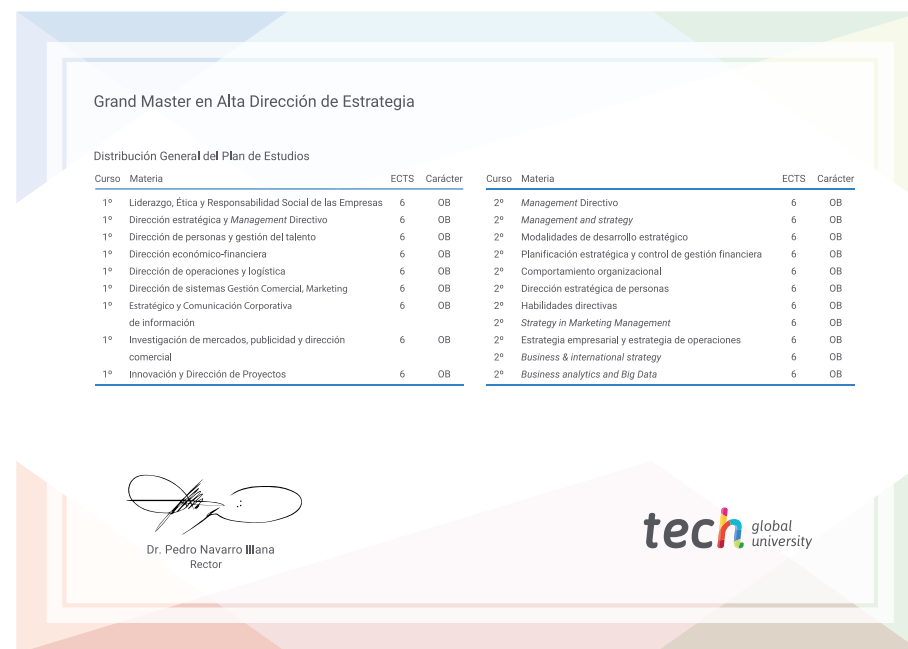 Grand Master en Alta Dirección de Estrategia
Distribución General del Plan de Estudios
Curso Materia ECTS Carácter
1º Liderazgo, Ética y Responsabilidad Social de las Empresas 6 OB
1º Dirección estratégica y Management Directivo 6 OB
1º Dirección de personas y gestión del talento 6 OB
1º Dirección económico-financiera 6 OB
1º Dirección de operaciones y logística 6 OB
1º Dirección de sistemas Gestión Comercial, Marketing 6 OB
1º Estratégico y Comunicación Corporativa 6 OB
de información
1º Investigación de mercados, publicidad y dirección 6 OB
comercial
1º Innovación y Dirección de Proyectos 6 OB
Curso Materia ECTS Carácter
2º Management Directivo 6 OB
2º Management and strategy 6 OB
2º Modalidades de desarrollo estratégico 6 OB
2º Planificación estratégica y control de gestión financiera 6 OB
2º Comportamiento organizacional 6 OB
2º Dirección estratégica de personas 6 OB
2º Habilidades directivas 6 OB
2º Strategy in Marketing Management 6 OB
2º Estrategia empresarial y estrategia de operaciones 6 OB
2º Business & international strategy 6 OB
2º Business analytics and Big Data 6 OB
Dr. Pedro Navarro Illana
Rector
tech global
university